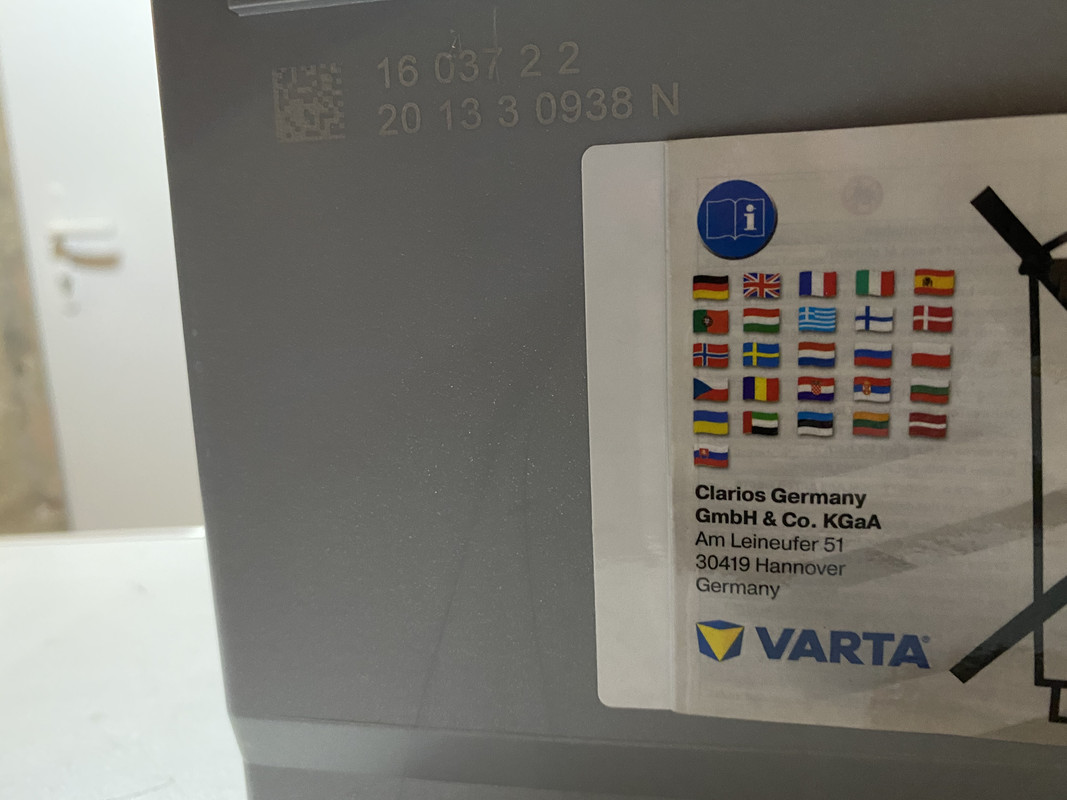 16 037 2 2
20 13 3 0938 N
i
Clarios Germany
GmbH & Co. KGaA
Am Leineufer 51
30419 Hannover
Germany
VARTA®